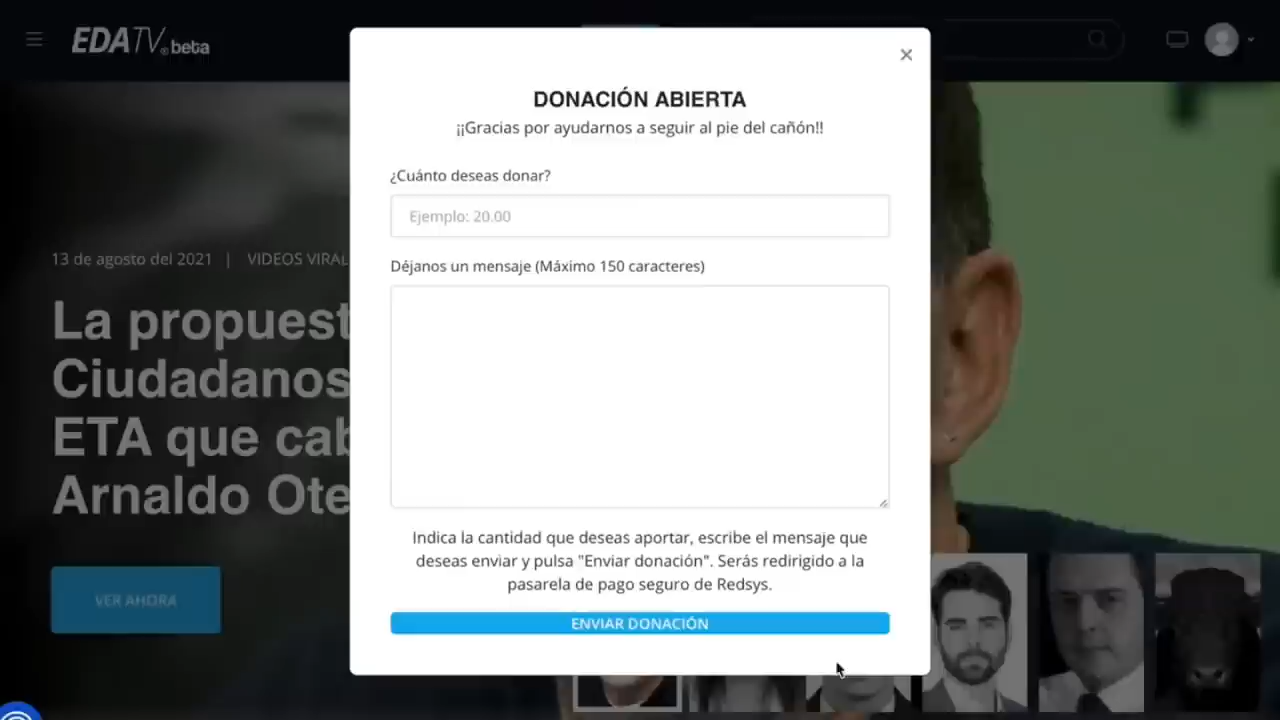 EDATV.beta
DONACIÓN ABIERTA
¡¡Gracias por ayudarnos a seguir al pie del cañón!!
¿Cuánto deseas donar?
Ejemplo: 20.00
Déjanos un mensaje (Máximo 150 caracteres)
Indica la cantidad que deseas aportar, escribe el mensaje que
deseas enviar y pulsa "Enviar donación". Serás redirigido a la
pasarela de pago seguro de Redsys.
ENVIAR DONACIÓN
13 de agosto del 2021 | VIDEOS VIRAL
La propuest
Ciudadanos
ETA que cab
Arnaldo Ote
VER AHORA